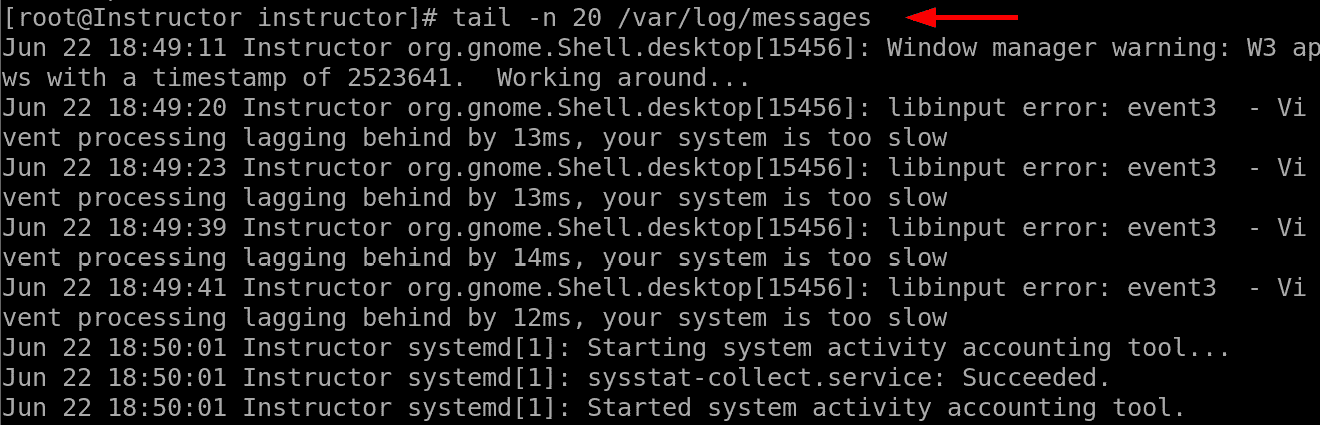 [root@Instructor instructor]# tail -n 20 /var/log/messages
Jun 22 18:49:11 Instructor org.gnome.Shell.desktop[15456]: Window manager warning: W3 ap
ws with a timestamp of 2523641.  Working around...
Jun 22 18:49:20 Instructor org.gnome.Shell.desktop[15456]: libinput error: event3  - Vi
vent processing lagging behind by 13ms, your system is too slow
Jun 22 18:49:23 Instructor org.gnome.Shell.desktop[15456]: libinput error: event3  - Vi
vent processing lagging behind by 13ms, your system is too slow
Jun 22 18:49:39 Instructor org.gnome.Shell.desktop[15456]: libinput error: event3  - Vi
vent processing lagging behind by 14ms, your system is too slow
Jun 22 18:49:41 Instructor org.gnome.Shell.desktop[15456]: libinput error: event3  - Vi
vent processing lagging behind by 12ms, your system is too slow
Jun 22 18:50:01 Instructor systemd[1]: Starting system activity accounting tool...
Jun 22 18:50:01 Instructor systemd[1]: sysstat-collect.service: Succeeded.
Jun 22 18:50:01 Instructor systemd[1]: Started system activity accounting tool.